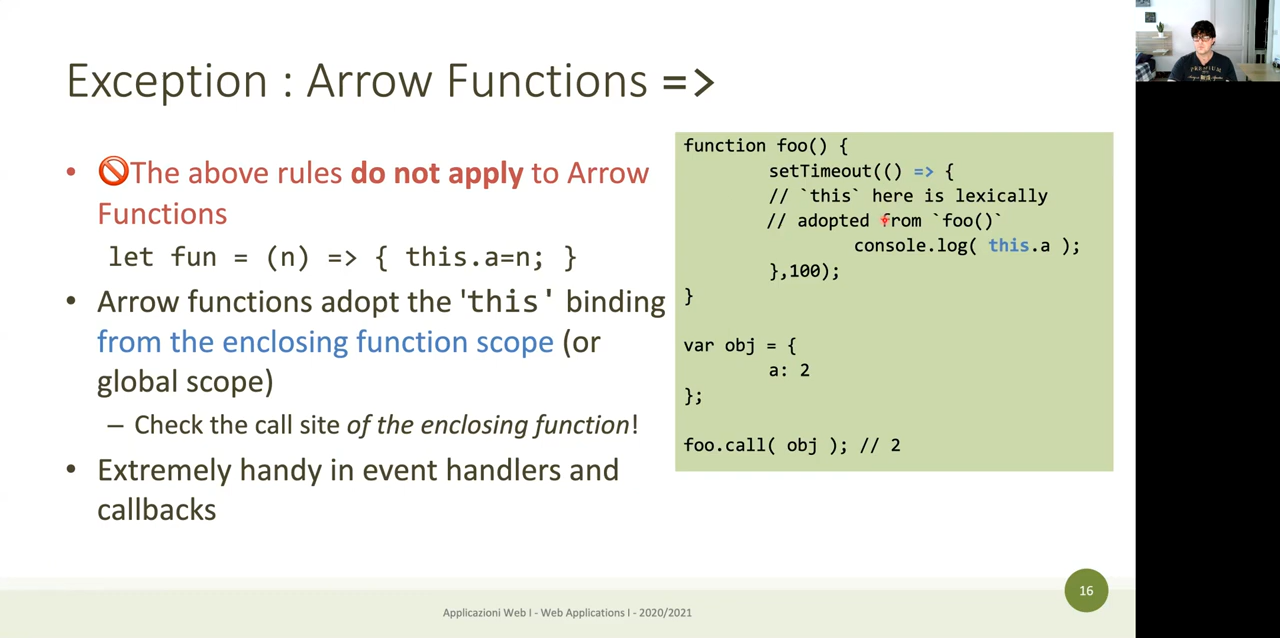 Exception : Arrow Functions =>
• 🚫The above rules do not apply to Arrow
Functions
let fun = (n) => { this.a=n; }
• Arrow functions adopt the 'this' binding
from the enclosing function scope (or
global scope)
– Check the call site of the enclosing function!
• Extremely handy in event handlers and
callbacks
function foo() {
setTimeout(() => {
// `this` here is lexically
// adopted from `foo()`
console.log( this.a );
},100);
}
var obj = {
a: 2
};
foo.call( obj ); // 2
Applicazioni Web I - Web Applications I - 2020/2021
16
PREMIUM